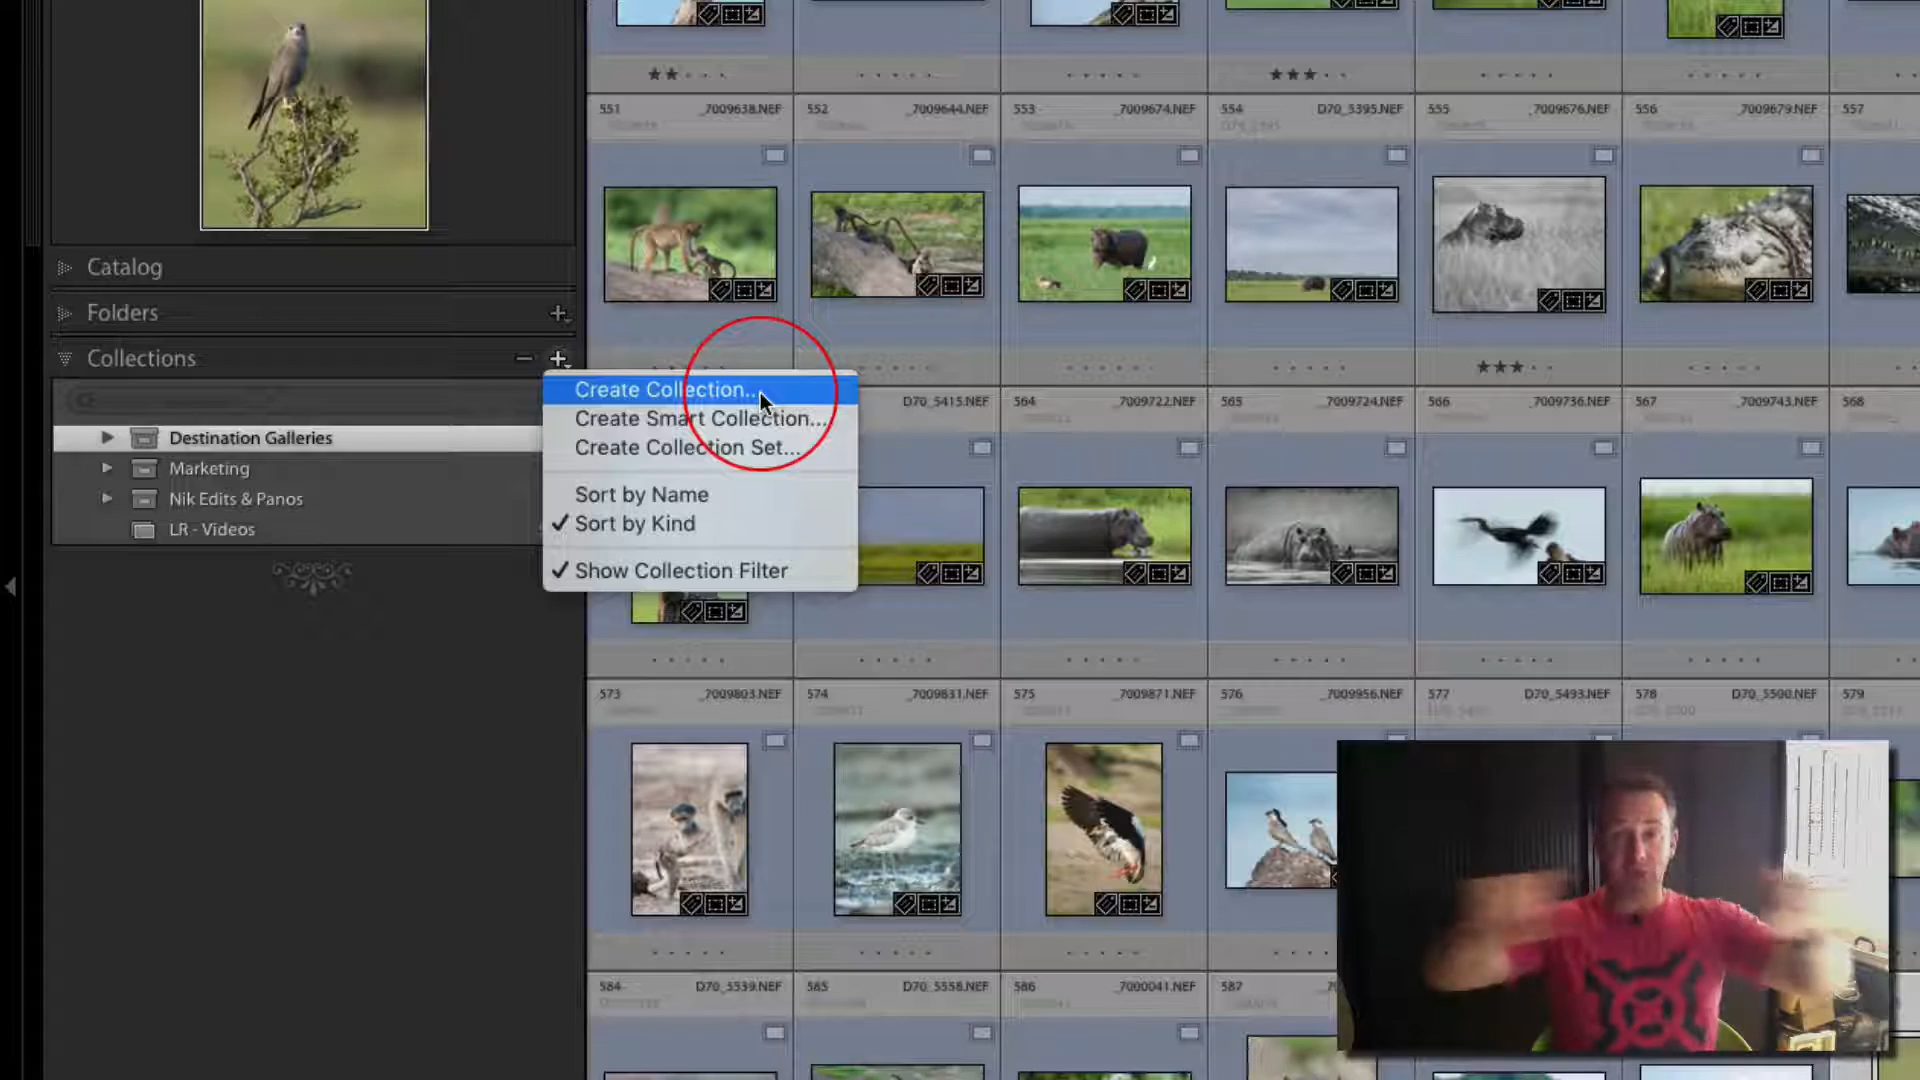 551 _7009638.NEF 552 _7009644.NEF 553 _7009674.NEF 554 D70_5395.NEF 555 _7009676.NEF 556 _7009679.NEF 557
Catalog
Folders
Collections
Create Collection...
Create Smart Collection...
Create Collection Set...
Sort by Name
✓ Sort by Kind
✓ Show Collection Filter
Destination Galleries
Marketing
Nik Edits & Panos
LR - Videos
D70_5415.NEF 564 _7009722.NEF 565 _7009724.NEF 566 _7009736.NEF 567 _7009743.NEF 568
573 _7009803.NEF 574 _7009831.NEF 575 _7009871.NEF 576 _7009956.NEF 577 D70_5493.NEF 578 D70_5500.NEF 579
584 D70_5539.NEF 585 D70_5558.NEF 586 _7000041.NEF 587